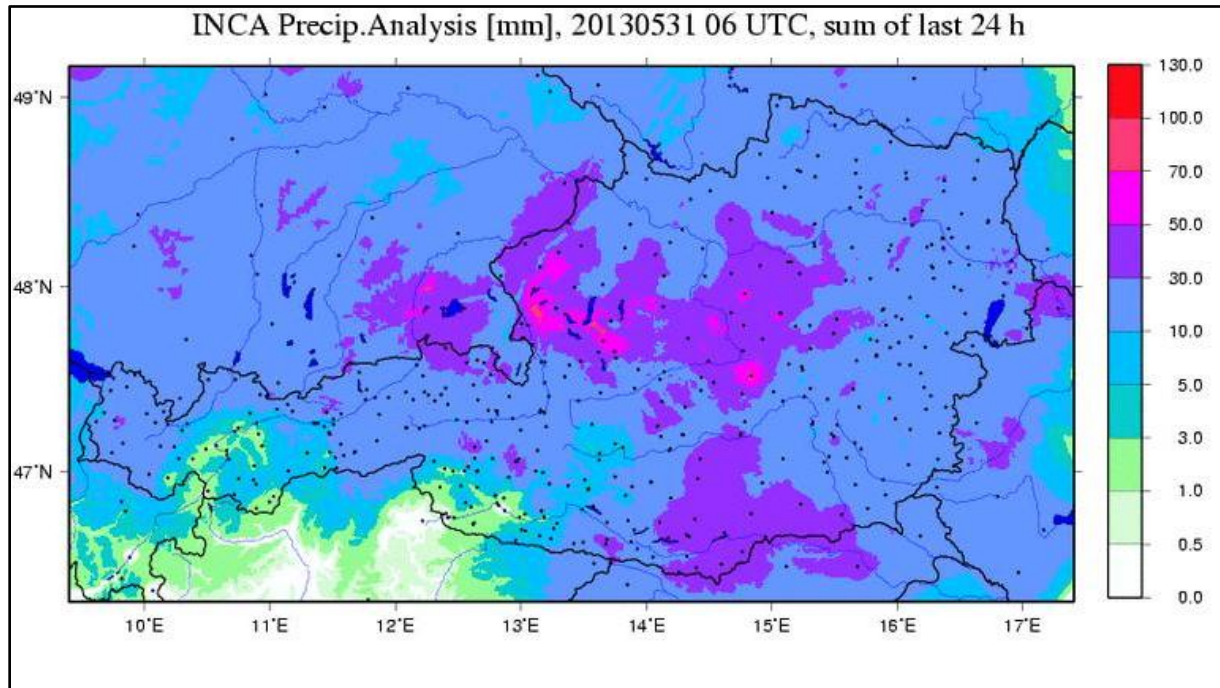 INCA Precip.Analysis [mm], 20130531 06 UTC, sum of last 24 h
49°N
48°N
47°N
10°E 11°E 12°E 13°E 14°E 15°E 16°E 17°E
130.0
100.0
70.0
50.0
30.0
10.0
5.0
3.0
1.0
0.5
0.0